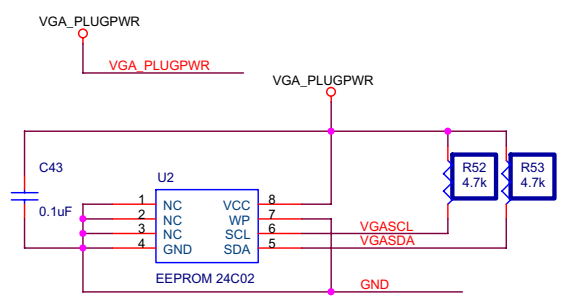 VGA_PLUGPWR
VGA_PLUGPWR
VGA_PLUGPWR
C43
0.1uF
U2
1 NC VCC 8
2 NC WP 7
3 NC SCL 6
4 GND SDA 5
EEPROM 24C02
VGASCL
VGASDA
GND
R52
4.7k
R53
4.7k